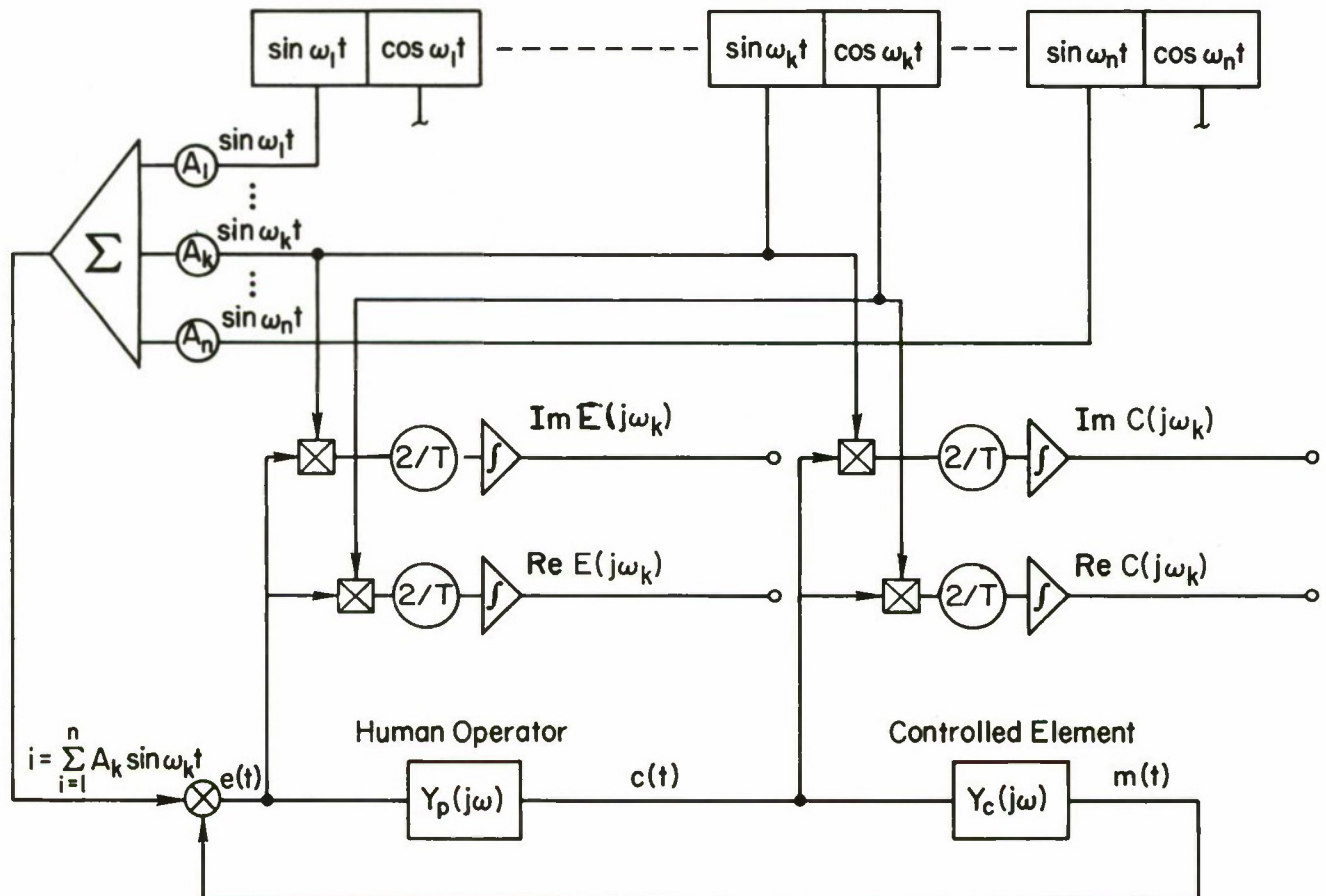 sin ω₁t cos ω₁t sin ωₖt cos ωₖt sin ωₙt cos ωₙt
A₁ sin ω₁t
⋮
Σ Aₖ sin ωₖt
⋮
Aₙ sin ωₙt
2/T ∫ Im E(jωₖ) 2/T ∫ Im C(jωₖ)
2/T ∫ Re E(jωₖ) 2/T ∫ Re C(jωₖ)
Human Operator Controlled Element
n
i = Σ Aₖ sin ωₖt e(t) Yₚ(jω) c(t) Y꜀(jω) m(t)
i=1